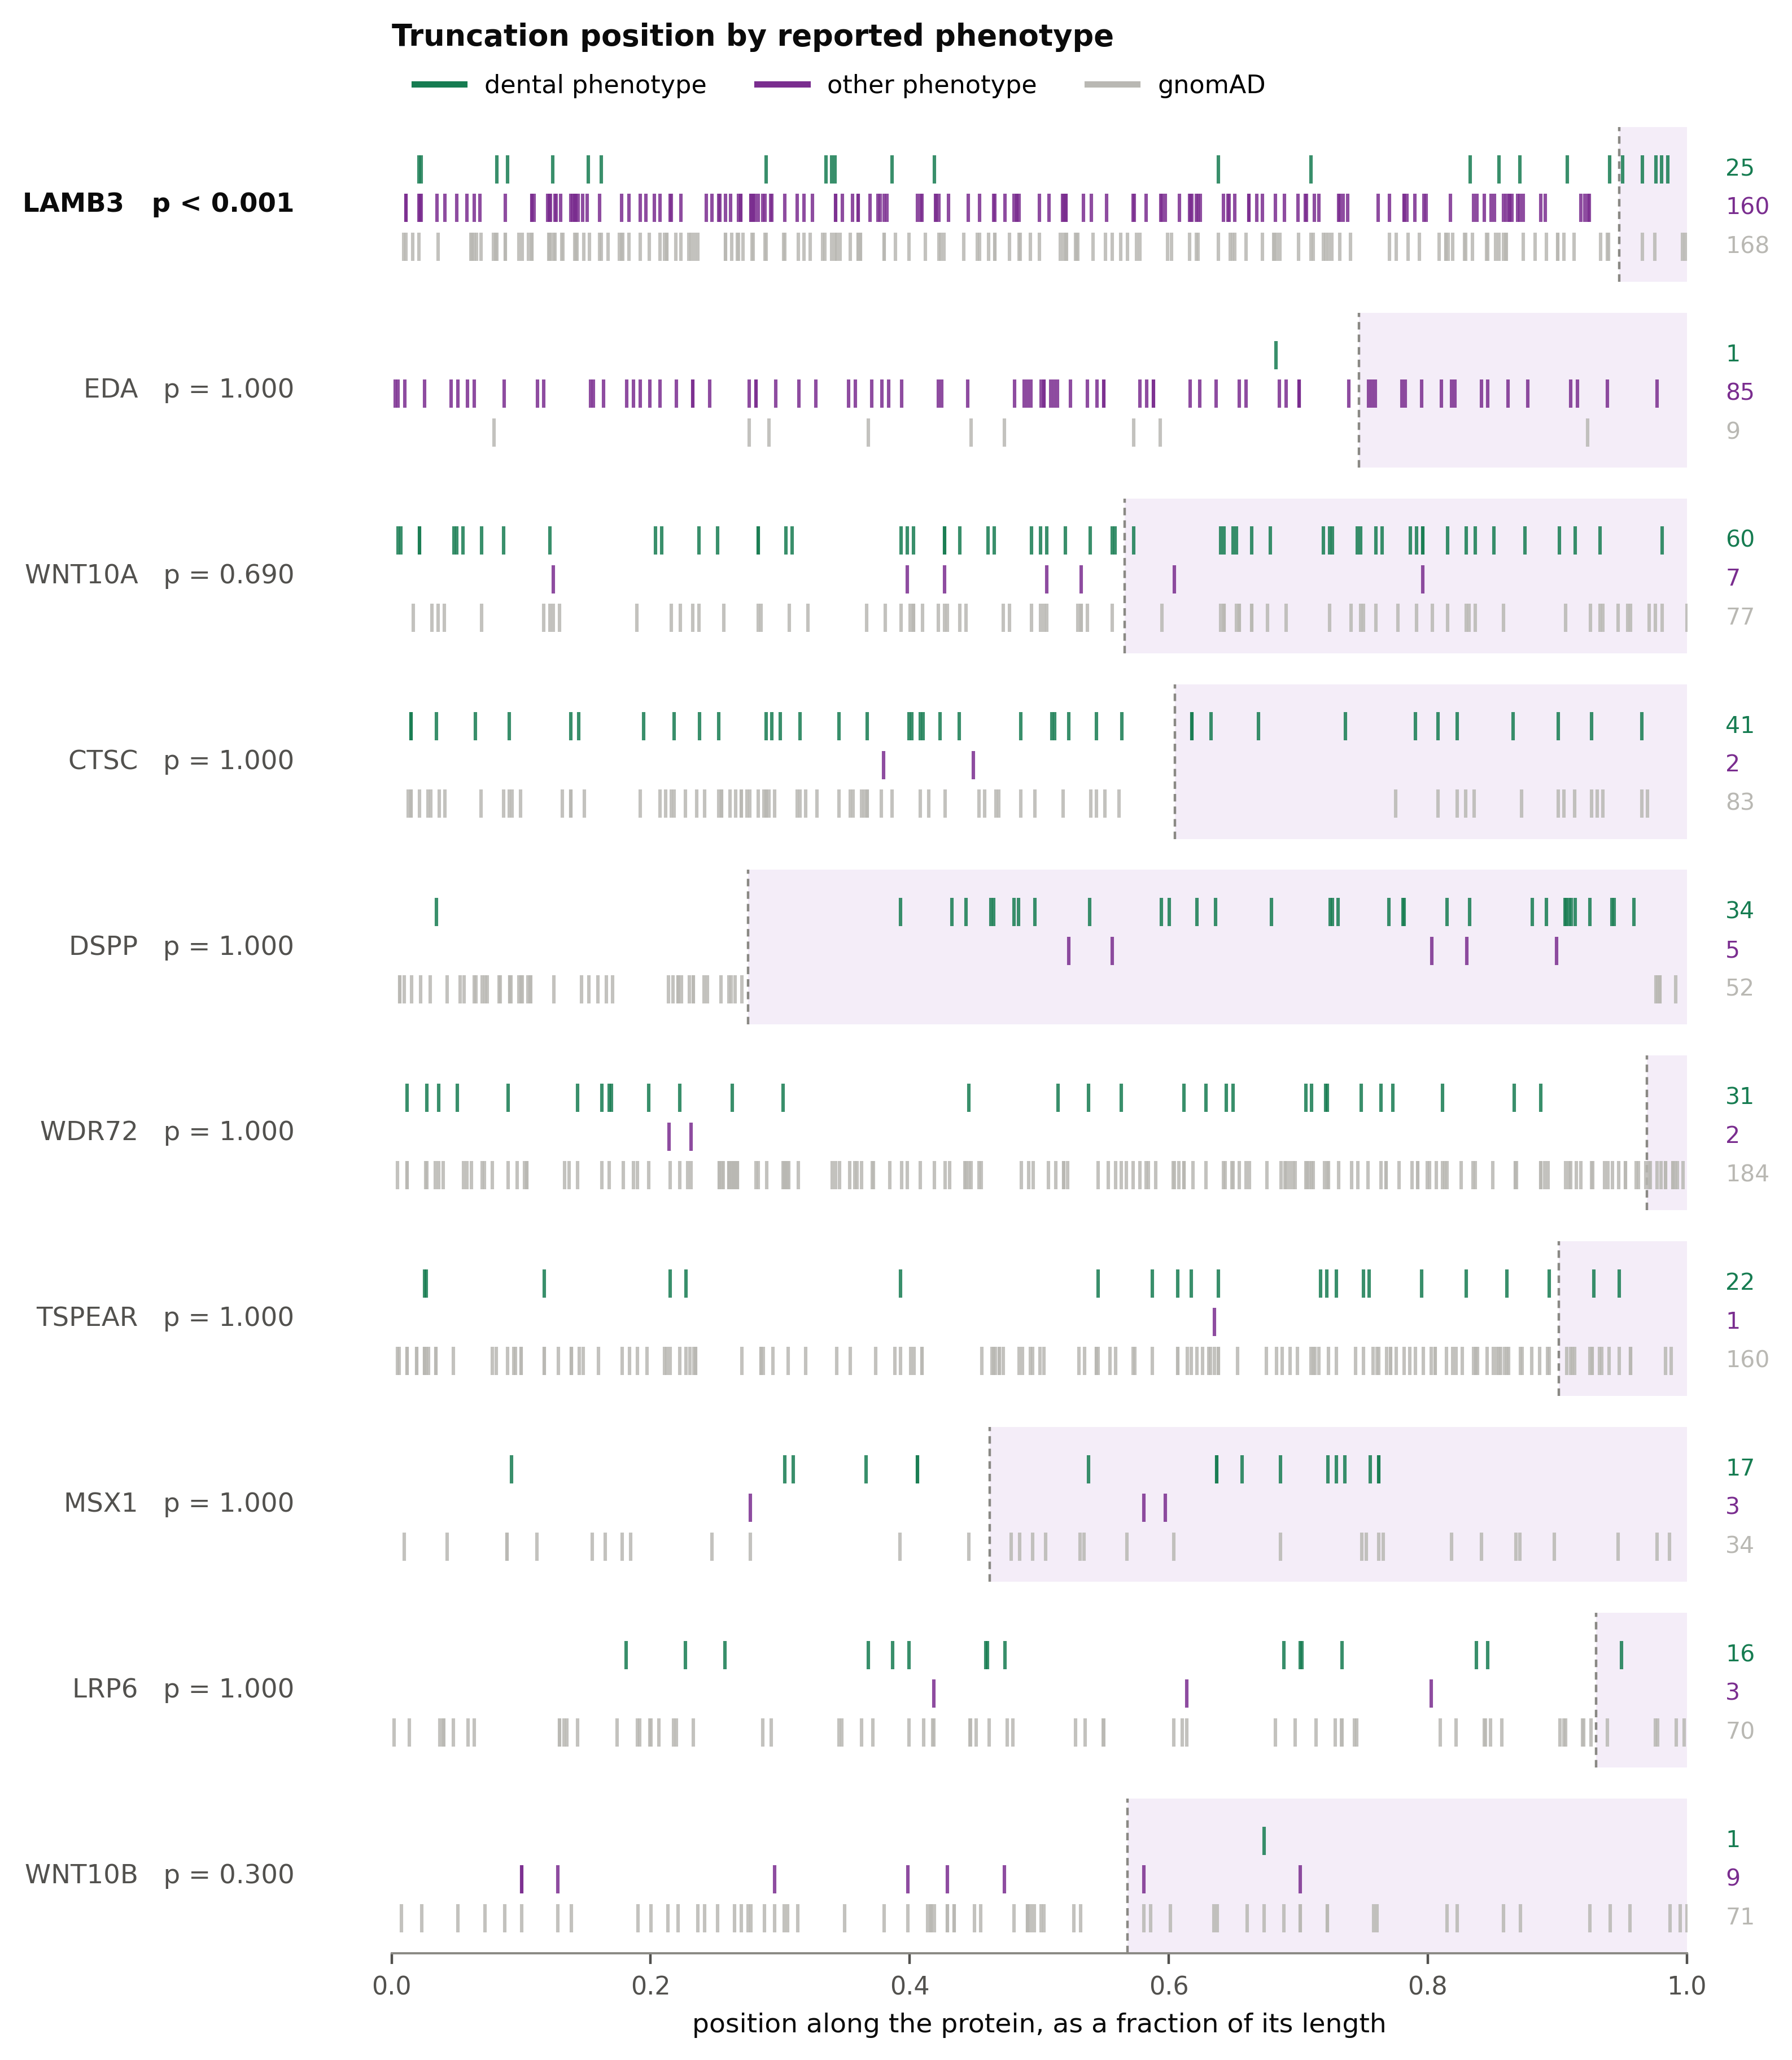 Truncation position by reported phenotype
dental phenotype other phenotype gnomAD
25
LAMB3 p < 0.001 160
168
1
EDA p = 1.000 85
9
60
WNT10A p = 0.690 7
77
41
CTSC p = 1.000 2
83
34
DSPP p = 1.000 5
52
31
WDR72 p = 1.000 2
184
22
TSPEAR p = 1.000 1
160
17
MSX1 p = 1.000 3
34
16
LRP6 p = 1.000 3
70
1
WNT10B p = 0.300 9
71
0.0 0.2 0.4 0.6 0.8 1.0
position along the protein, as a fraction of its length